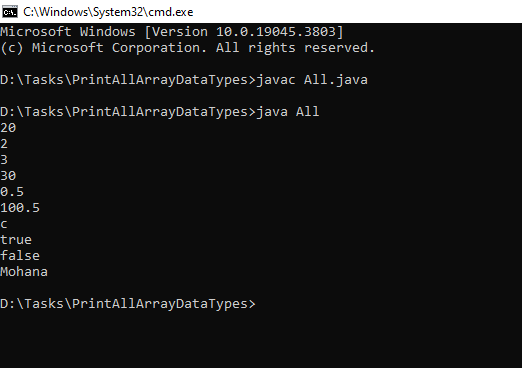 C:\Windows\System32\cmd.exe
Microsoft Windows [Version 10.0.19045.3803]
(c) Microsoft Corporation. All rights reserved.
D:\Tasks\PrintAllArrayDataTypes>javac All.java
D:\Tasks\PrintAllArrayDataTypes>java All
20
2
3
30
0.5
100.5
c
true
false
Mohana
D:\Tasks\PrintAllArrayDataTypes>